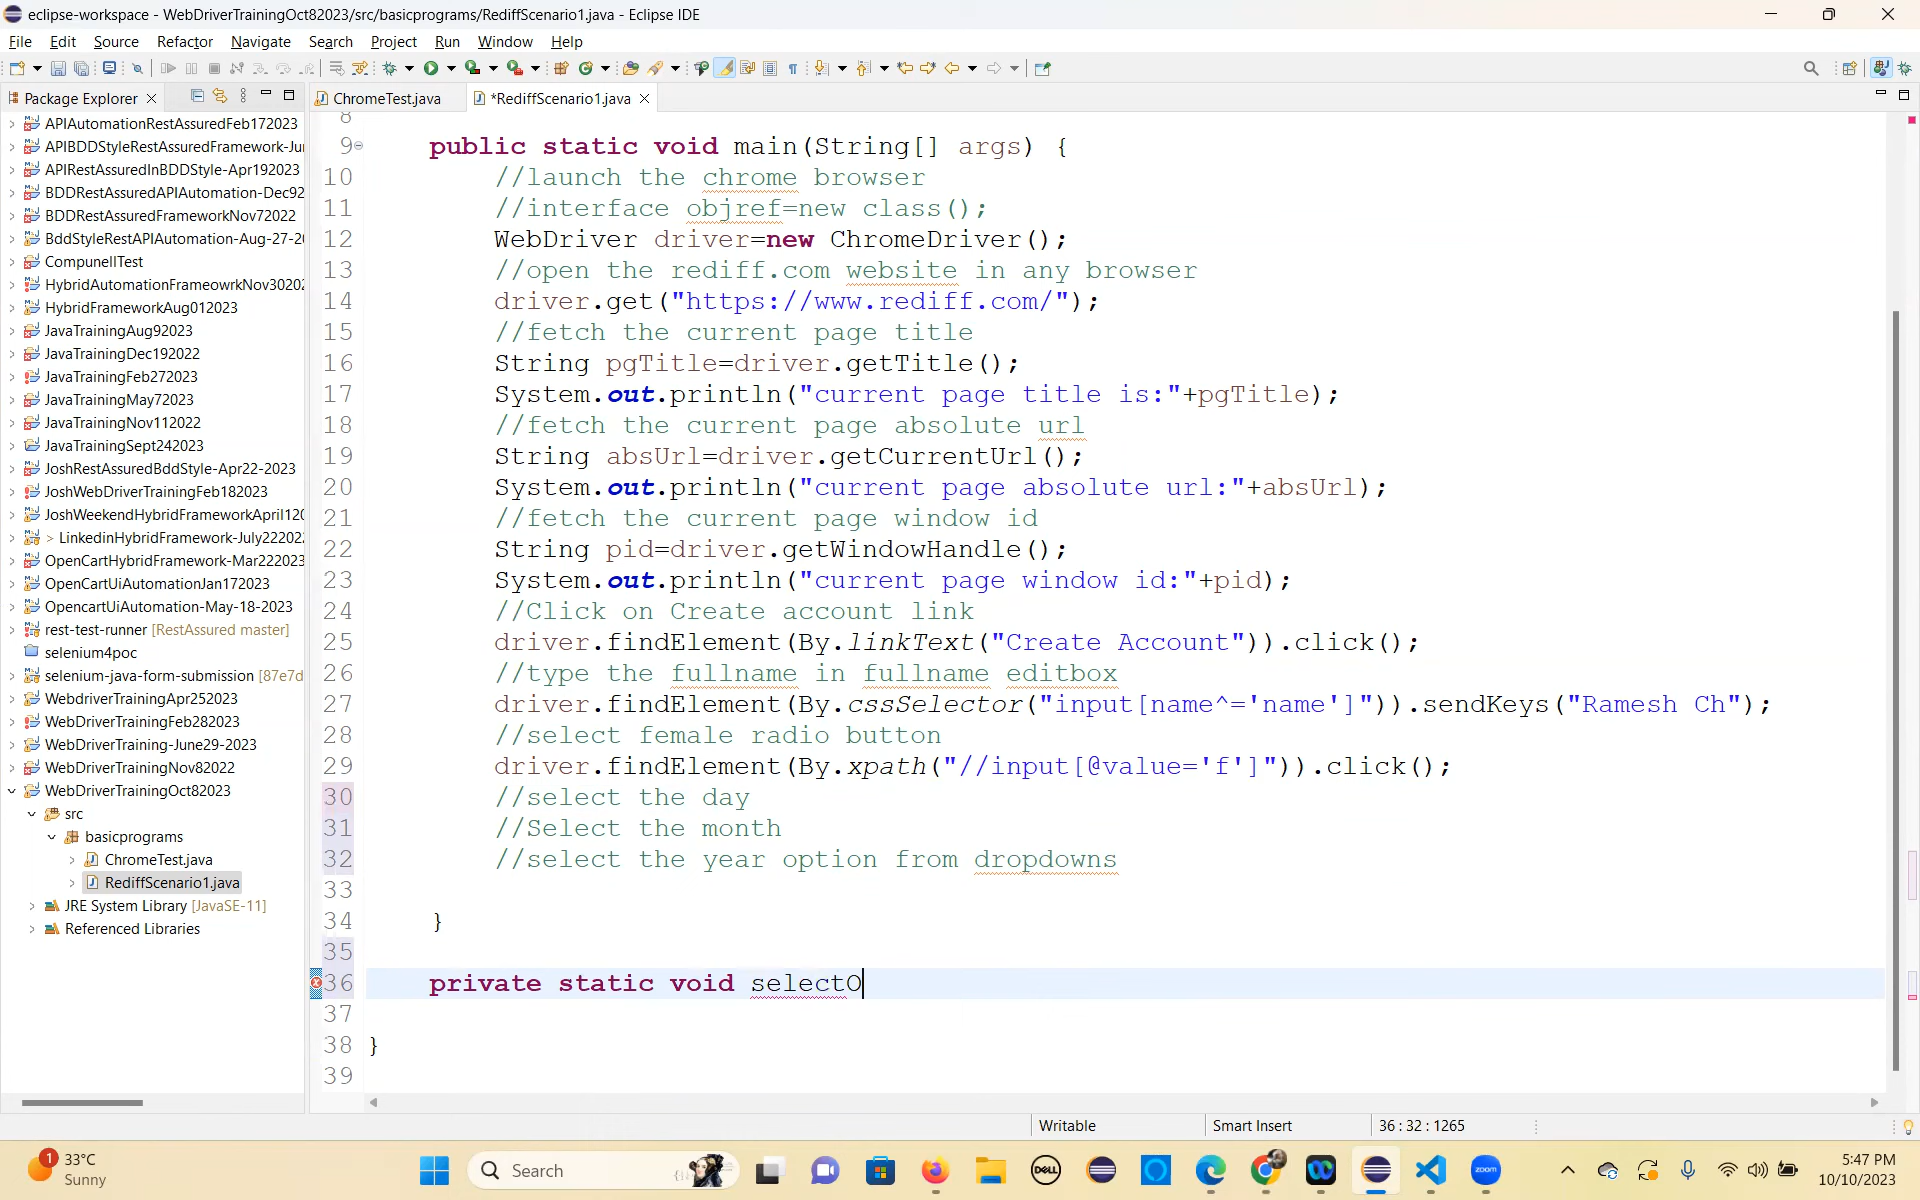 eclipse-workspace - WebDriverTrainingOct82023/src/basicprograms/RediffScenario1.java - Eclipse IDE
File Edit Source Refactor Navigate Search Project Run Window Help
Package Explorer
ChromeTest.java *RediffScenario1.java
APIAutomationRestAssuredFeb172023
APIBDDStyleRestAssuredFramework-Ju
APIRestAssuredInBDDStyle-Apr192023
BDDRestAssuredAPIAutomation-Dec92
BDDRestAssuredFrameworkNov72022
BddStyleRestAPIAutomation-Aug-27-20
CompunellTest
HybridAutomationFrameowrkNov30202
HybridFrameworkAug012023
JavaTrainingAug92023
JavaTrainingDec192022
JavaTrainingFeb272023
JavaTrainingMay72023
JavaTrainingNov112022
JavaTrainingSept242023
JoshRestAssuredBddStyle-Apr22-2023
JoshWebDriverTrainingFeb182023
JoshWeekendHybridFrameworkApril120
> LinkedinHybridFramework-July22202
OpenCartHybridFramework-Mar222023
OpenCartUiAutomationJan172023
OpencartUiAutomation-May-18-2023
rest-test-runner [RestAssured master]
selenium4poc
selenium-java-form-submission [87e7d
WebdriverTrainingApr252023
WebDriverTrainingFeb282023
WebDriverTraining-June29-2023
WebDriverTrainingNov82022
WebDriverTrainingOct82023
src
basicprograms
ChromeTest.java
RediffScenario1.java
JRE System Library [JavaSE-11]
Referenced Libraries
8
9 public static void main(String[] args) {
10 //launch the chrome browser
11 //interface objref=new class();
12 WebDriver driver=new ChromeDriver();
13 //open the rediff.com website in any browser
14 driver.get("https://www.rediff.com/");
15 //fetch the current page title
16 String pgTitle=driver.getTitle();
17 System.out.println("current page title is:"+pgTitle);
18 //fetch the current page absolute url
19 String absUrl=driver.getCurrentUrl();
20 System.out.println("current page absolute url:"+absUrl);
21 //fetch the current page window id
22 String pid=driver.getWindowHandle();
23 System.out.println("current page window id:"+pid);
24 //Click on Create account link
25 driver.findElement(By.linkText("Create Account")).click();
26 //type the fullname in fullname editbox
27 driver.findElement(By.cssSelector("input[name^='name']")).sendKeys("Ramesh Ch");
28 //select female radio button
29 driver.findElement(By.xpath("//input[@value='f']")).click();
30 //select the day
31 //Select the month
32 //select the year option from dropdowns
33
34 }
35
36 private static void selectO
37
38 }
39
Writable Smart Insert 36 : 32 : 1265
1 33°C
Sunny
Search
DELL
zoom
5:47 PM
10/10/2023